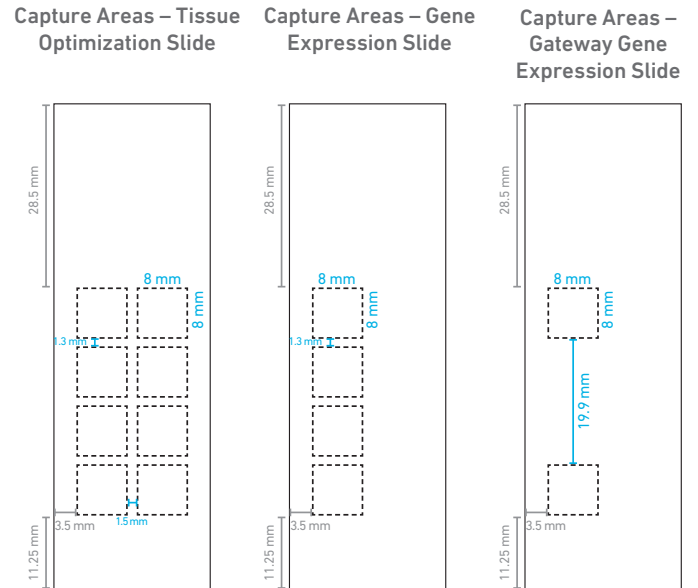 Capture Areas – Tissue
Optimization Slide
28.5 mm
8 mm
8 mm
1.3 mm
3.5 mm
1.5 mm
11.25 mm
Capture Areas – Gene
Expression Slide
28.5 mm
8 mm
8 mm
1.3 mm
3.5 mm
11.25 mm
Capture Areas –
Gateway Gene
Expression Slide
28.5 mm
8 mm
8 mm
19.9 mm
3.5 mm
11.25 mm